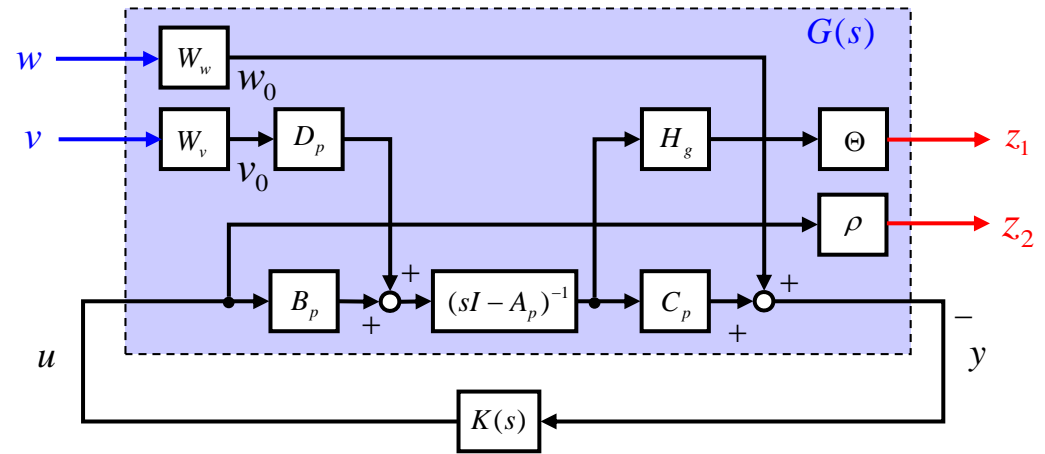 G(s)
w
W_w
w_0
v
W_v
v_0
D_p
H_g
Θ
z_1
ρ
z_2
+
B_p
+
(sI − A_p)^{-1}
C_p
+
+
−
u
y
K(s)